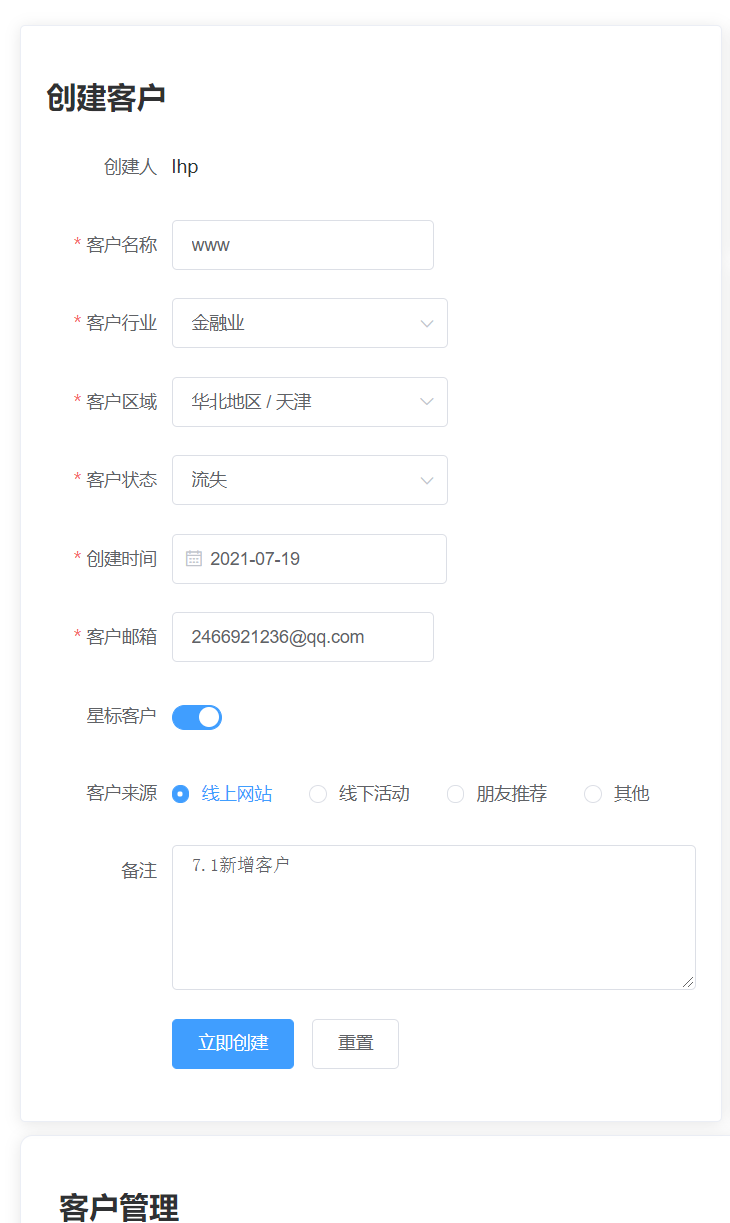 创建客户
创建人 lhp
* 客户名称 www
* 客户行业 金融业
* 客户区域 华北地区 / 天津
* 客户状态 流失
* 创建时间 2021-07-19
* 客户邮箱 2466921236@qq.com
星标客户
客户来源 线上网站 线下活动 朋友推荐 其他
备注 7.1新增客户
立即创建 重置
客户管理